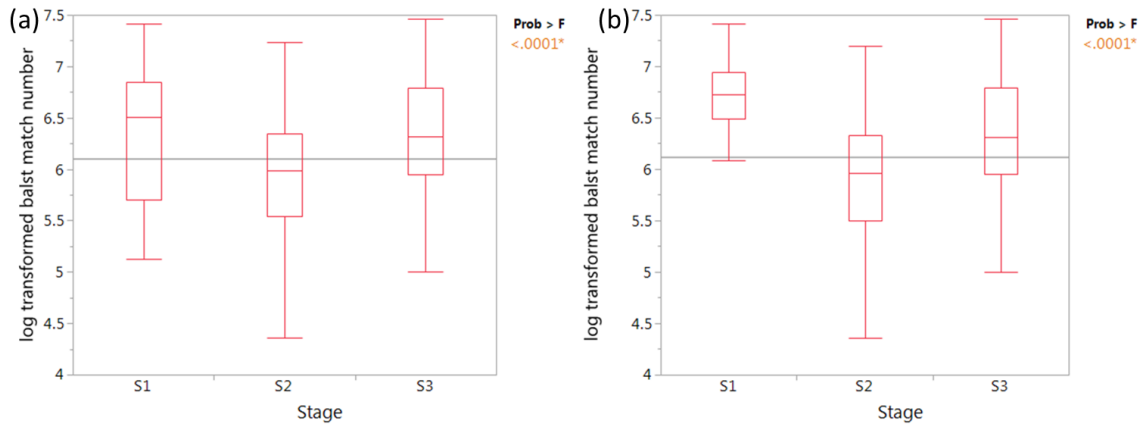 (a)
log transformed balst match number
7.5
7
6.5
6
5.5
5
4.5
4
S1 S2 S3
Stage
Prob > F
<.0001*
(b)
log transformed balst match number
7.5
7
6.5
6
5.5
5
4.5
4
S1 S2 S3
Stage
Prob > F
<.0001*